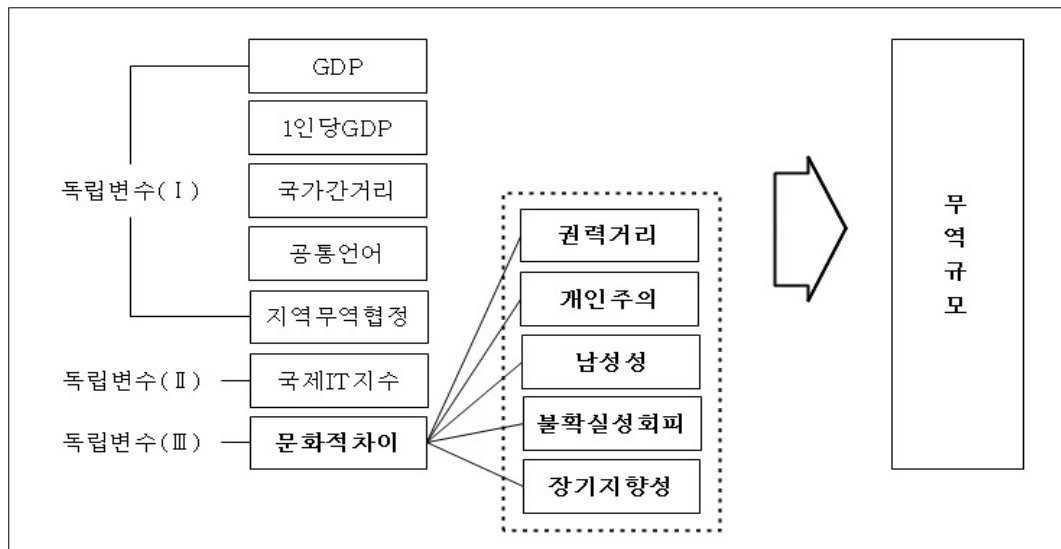 GDP
1인당GDP
독립변수(Ⅰ)
국가간거리
공통언어
지역무역협정
독립변수(Ⅱ)
국제IT지수
독립변수(Ⅲ)
문화적차이
권력거리
개인주의
남성성
불확실성회피
장기지향성
무
역
규
모